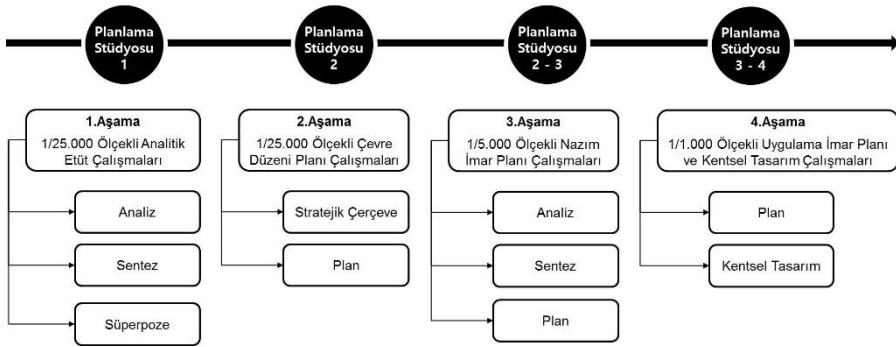 Planlama
Stüdyosu
1
Planlama
Stüdyosu
2
Planlama
Stüdyosu
2 - 3
Planlama
Stüdyosu
3 - 4
1.Aşama
1/25.000 Ölçekli Analitik
Etüt Çalışmaları
Analiz
Sentez
Süperpoze
2.Aşama
1/25.000 Ölçekli Çevre
Düzeni Planı Çalışmaları
Stratejik Çerçeve
Plan
3.Aşama
1/5.000 Ölçekli Nazım
İmar Planı Çalışmaları
Analiz
Sentez
Plan
4.Aşama
1/1.000 Ölçekli Uygulama İmar Planı
ve Kentsel Tasarım Çalışmaları
Plan
Kentsel Tasarım